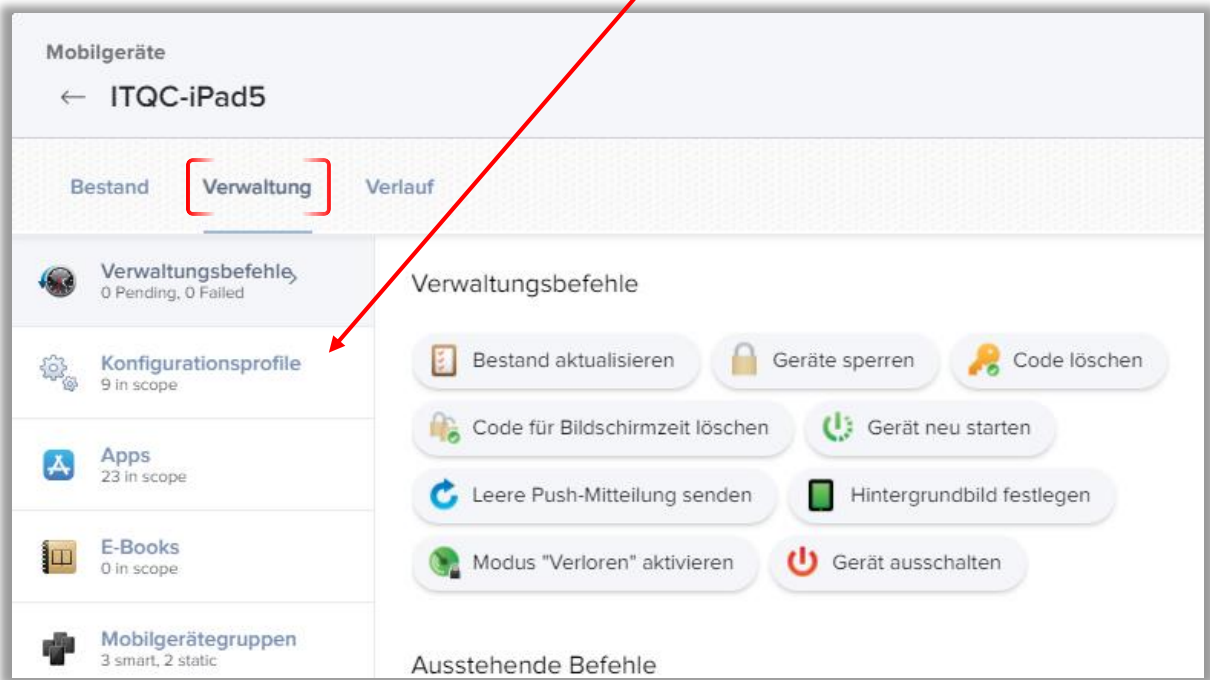 Mobilgeräte
← ITQC-iPad5
Bestand Verwaltung Verlauf
Verwaltungsbefehle
0 Pending, 0 Failed
Konfigurationsprofile
9 in scope
Apps
23 in scope
E-Books
0 in scope
Mobilgerätegruppen
3 smart, 2 static
Verwaltungsbefehle
Bestand aktualisieren Geräte sperren Code löschen
Code für Bildschirmzeit löschen Gerät neu starten
Leere Push-Mitteilung senden Hintergrundbild festlegen
Modus "Verloren" aktivieren Gerät ausschalten
Ausstehende Befehle